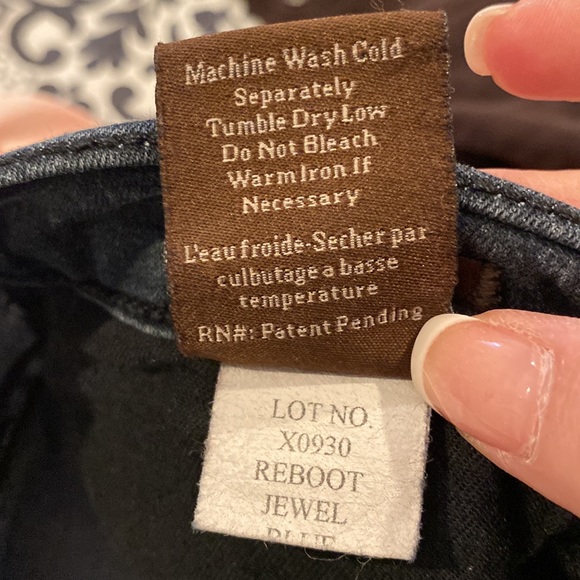 Machine Wash Cold
Separately
Tumble Dry Low
Do Not Bleach
Warm Iron If
Necessary
L'eau froide-Secher par
culbutage a basse
temperature
RN#: Patent Pending
LOT NO.
X0930
REBOOT
JEWEL
BLUE